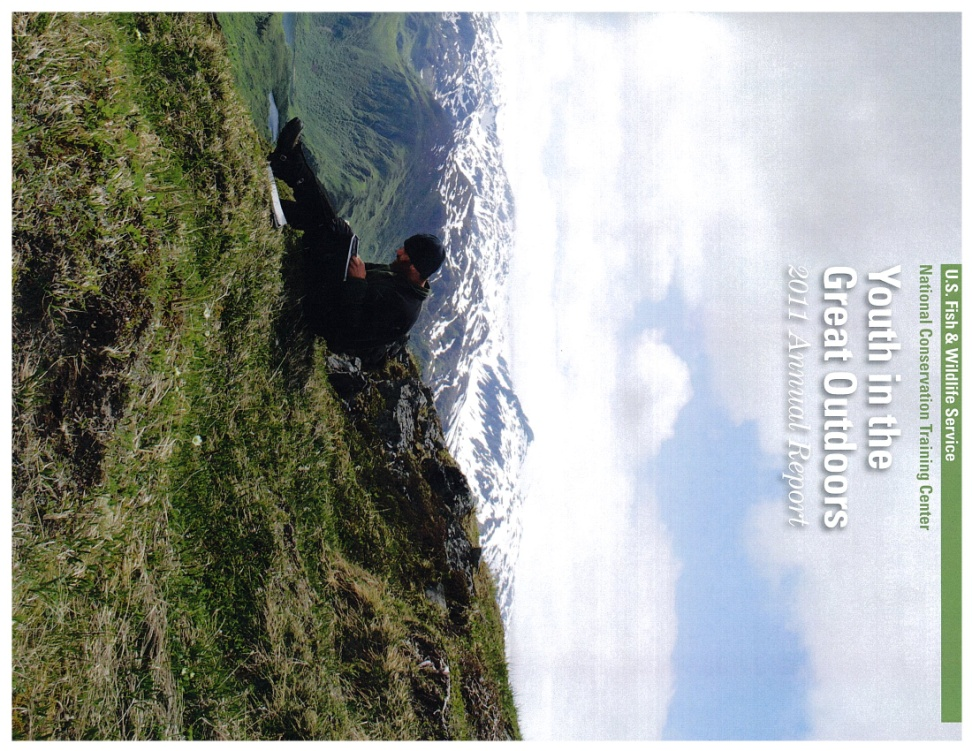 U.S. Fish & Wildlife Service
National Conservation Training Center
Youth in the
Great Outdoors
2011 Annual Report